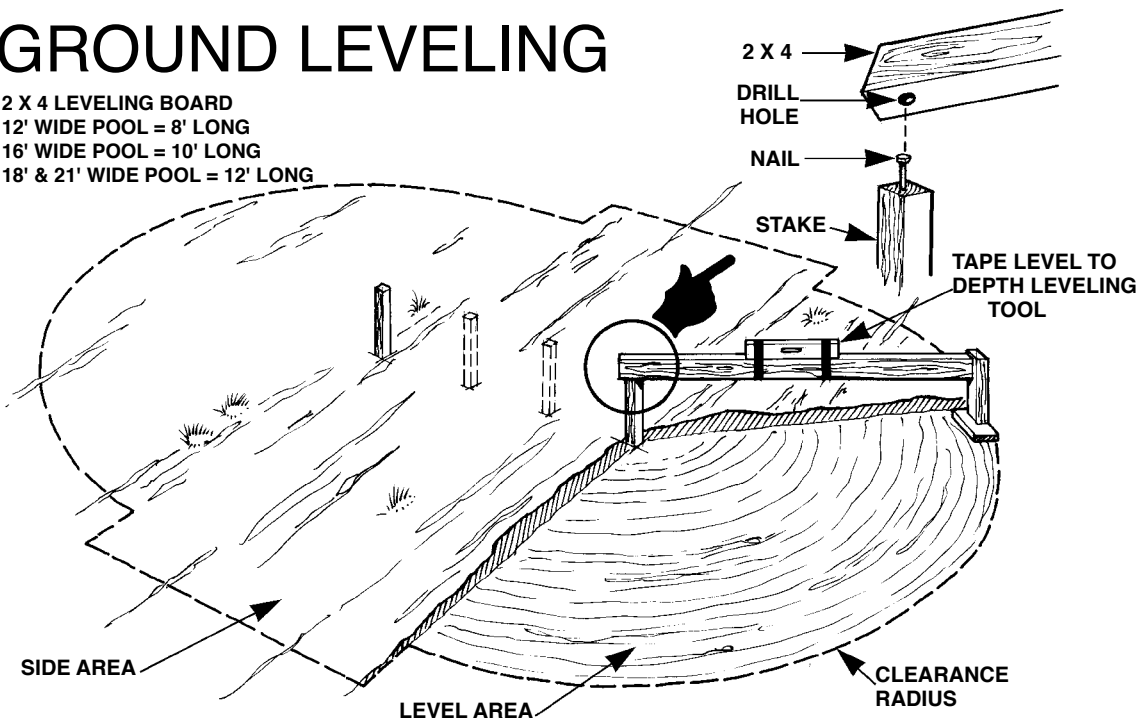 GROUND LEVELING
2 X 4 LEVELING BOARD
12' WIDE POOL = 8' LONG
16' WIDE POOL = 10' LONG
18' & 21' WIDE POOL = 12' LONG
2 X 4
DRILL
HOLE
NAIL
STAKE
TAPE LEVEL TO
DEPTH LEVELING
TOOL
SIDE AREA
LEVEL AREA
CLEARANCE
RADIUS